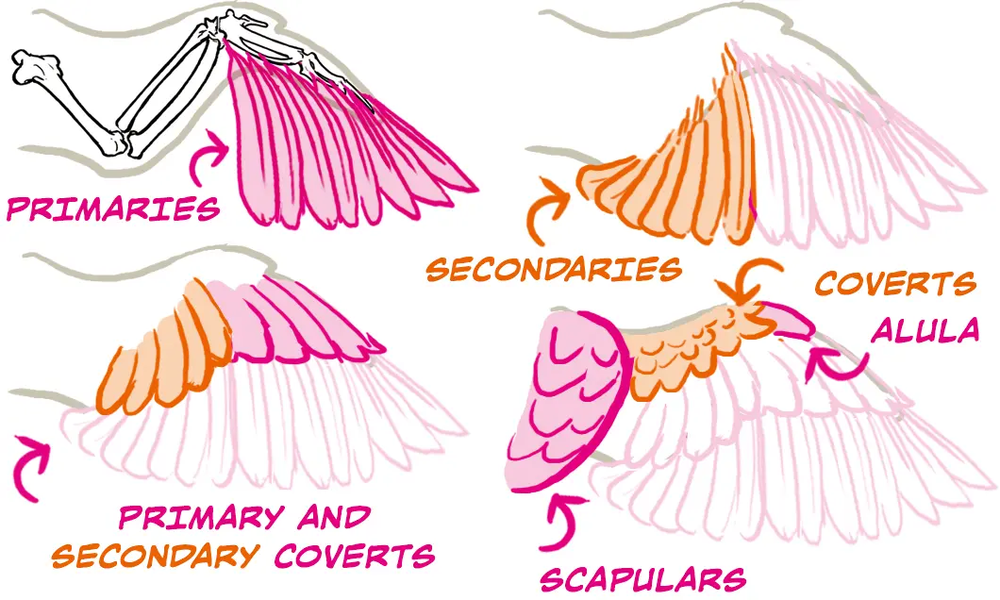 PRIMARIES
SECONDARIES
COVERTS
ALULA
PRIMARY AND
SECONDARY COVERTS
SCAPULARS